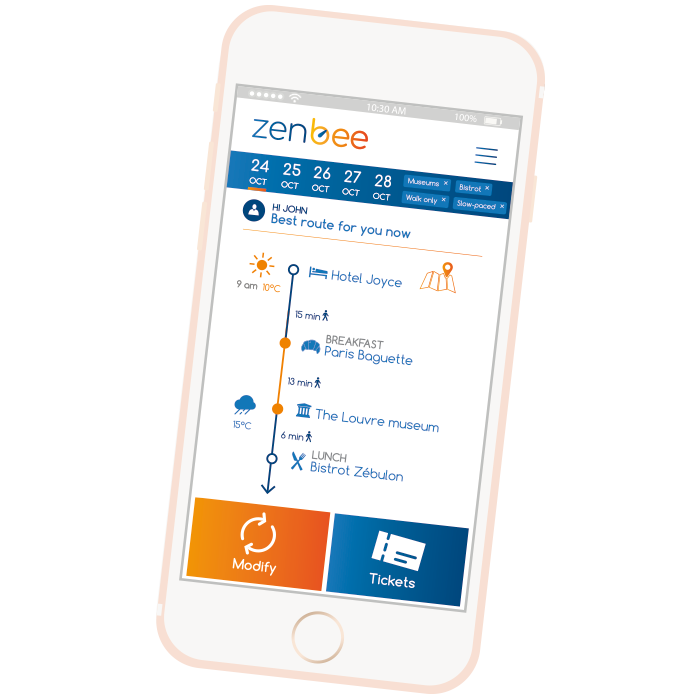 10:30 AM 100%
zenbee
24 25 26 27 28
OCT OCT OCT OCT OCT
Museums × Bistrot ×
Walk only × Slow-paced ×
HI JOHN
Best route for you now
Hotel Joyce
9 am 10°C
15 min
BREAKFAST
Paris Baguette
13 min
The Louvre museum
15°C
6 min
LUNCH
Bistrot Zébulon
Modify
Tickets